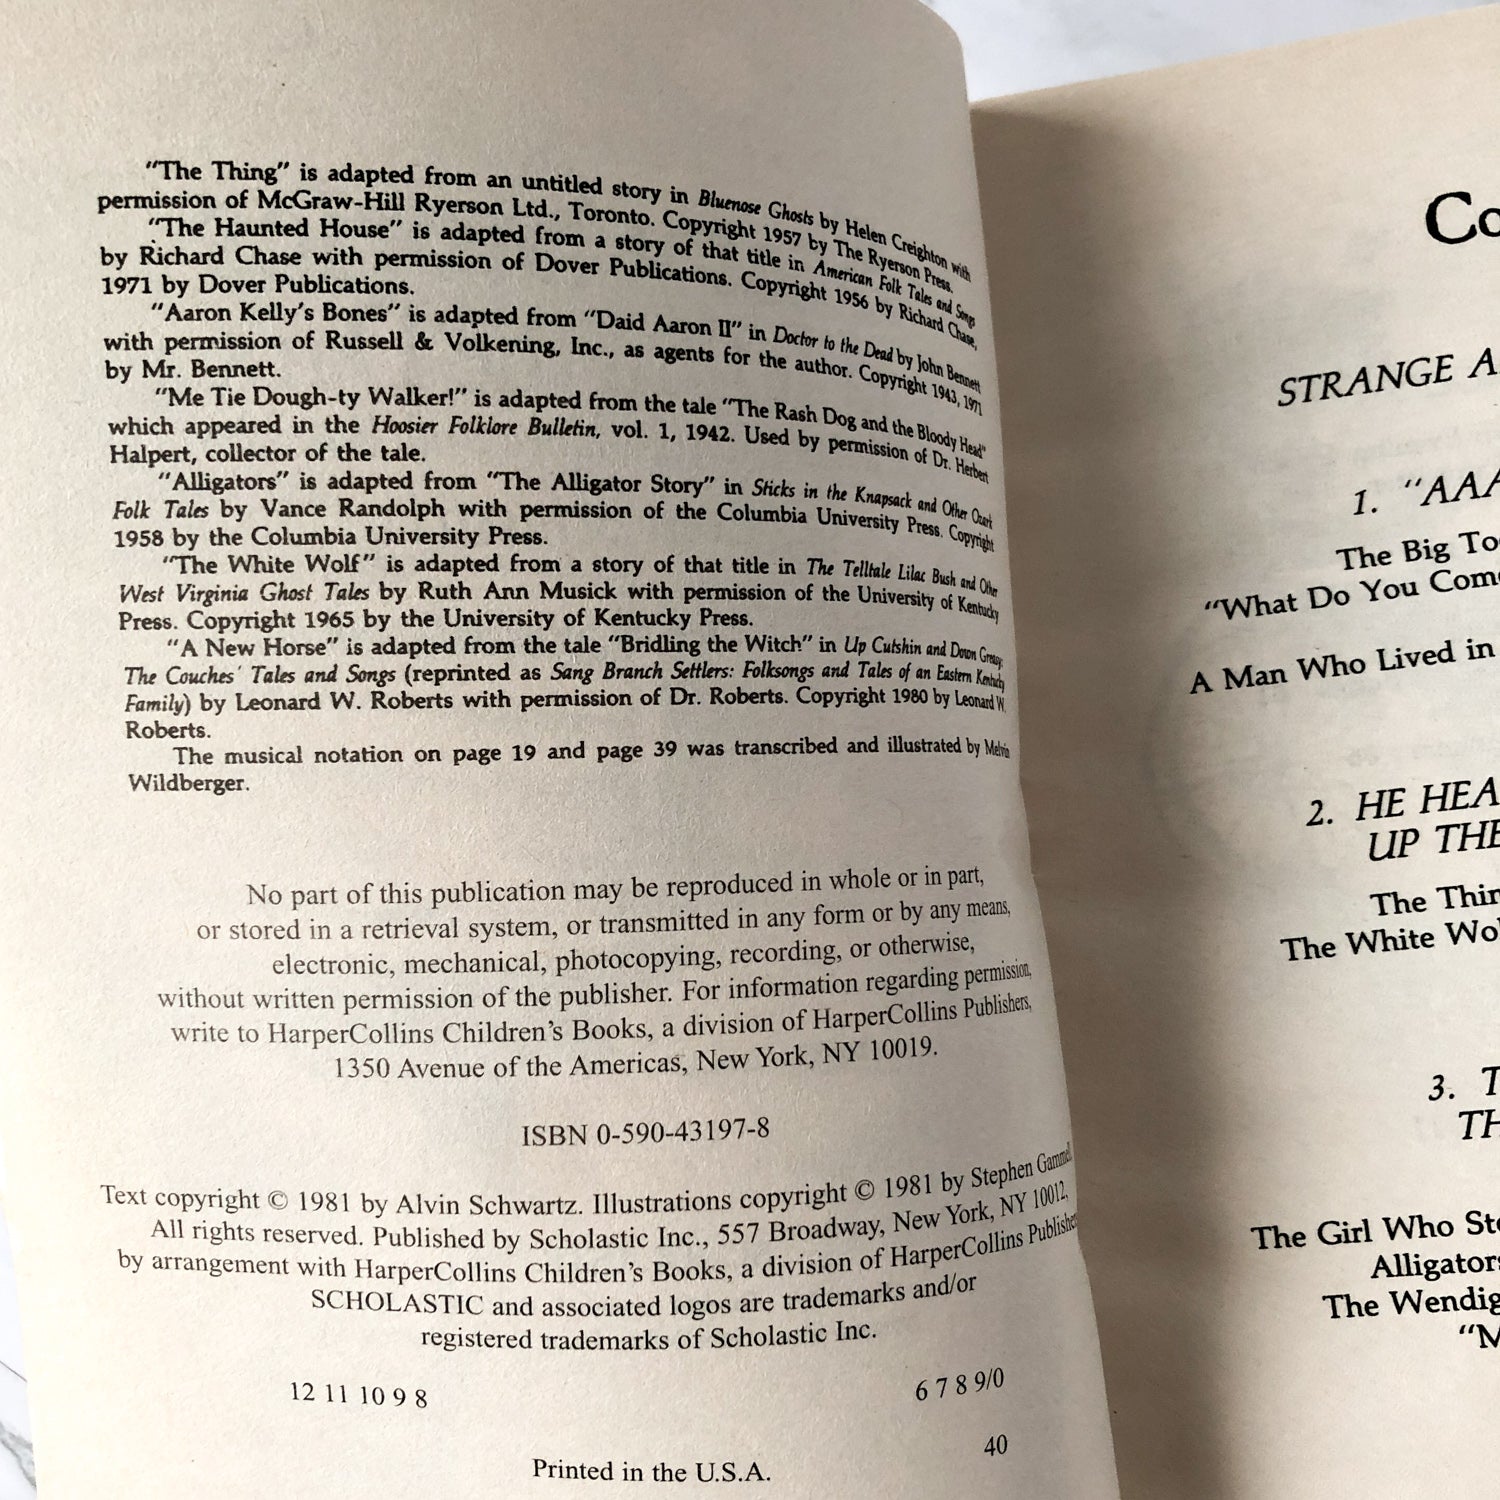 "The Thing" is adapted from an untitled story in Bluenose Ghosts by Helen Creighton with
permission of McGraw-Hill Ryerson Ltd., Toronto. Copyright 1957 by The Ryerson Press.
"The Haunted House" is adapted from a story of that title in American Folk Tales and Songs
by Richard Chase with permission of Dover Publications. Copyright 1956 by Richard Chase,
1971 by Dover Publications.
"Aaron Kelly's Bones" is adapted from "Daid Aaron II" in Doctor to the Dead by John Bennett
with permission of Russell & Volkening, Inc., as agents for the author. Copyright 1943, 1971
by Mr. Bennett.
"Me Tie Dough-ty Walker!" is adapted from the tale "The Rash Dog and the Bloody Head"
which appeared in the Hoosier Folklore Bulletin, vol. 1, 1942. Used by permission of Dr. Herbert
Halpert, collector of the tale.
"Alligators" is adapted from "The Alligator Story" in Sticks in the Knapsack and Other Ozark
Folk Tales by Vance Randolph with permission of the Columbia University Press. Copyright
1958 by the Columbia University Press.
"The White Wolf" is adapted from a story of that title in The Telltale Lilac Bush and Other
West Virginia Ghost Tales by Ruth Ann Musick with permission of the University of Kentucky
Press. Copyright 1965 by the University of Kentucky Press.
"A New Horse" is adapted from the tale "Bridling the Witch" in Up Cutshin and Down Greasy:
The Couches' Tales and Songs (reprinted as Sang Branch Settlers: Folksongs and Tales of an Eastern Kentucky
Family) by Leonard W. Roberts with permission of Dr. Roberts. Copyright 1980 by Leonard W.
Roberts.
The musical notation on page 19 and page 39 was transcribed and illustrated by Melvin
Wildberger.
No part of this publication may be reproduced in whole or in part,
or stored in a retrieval system, or transmitted in any form or by any means,
electronic, mechanical, photocopying, recording, or otherwise,
without written permission of the publisher. For information regarding permission,
write to HarperCollins Children's Books, a division of HarperCollins Publishers,
1350 Avenue of the Americas, New York, NY 10019.
ISBN 0-590-43197-8
Text copyright © 1981 by Alvin Schwartz. Illustrations copyright © 1981 by Stephen Gammell.
All rights reserved. Published by Scholastic Inc., 557 Broadway, New York, NY 10012,
by arrangement with HarperCollins Children's Books, a division of HarperCollins Publishers.
SCHOLASTIC and associated logos are trademarks and/or
registered trademarks of Scholastic Inc.
12 11 10 9 8 6 7 8 9/0
40
Printed in the U.S.A.
Co
STRANGE A
1. "AAA
The Big To
"What Do You Come
A Man Who Lived in
2. HE HEA
UP THE
The Thin
The White Wol
3. T
TH
The Girl Who Sto
Alligators
The Wendig
"M